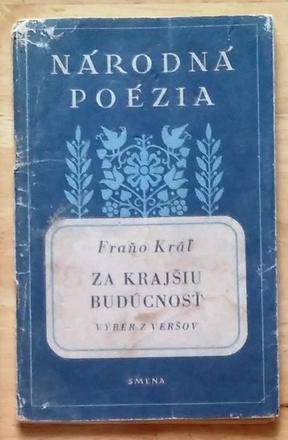 NÁRODNÁ
POÉZIA
Fraňo Kráľ
ZA KRAJŠIU
BUDÚCNOSŤ
VÝBER Z VERŠOV
SMENA